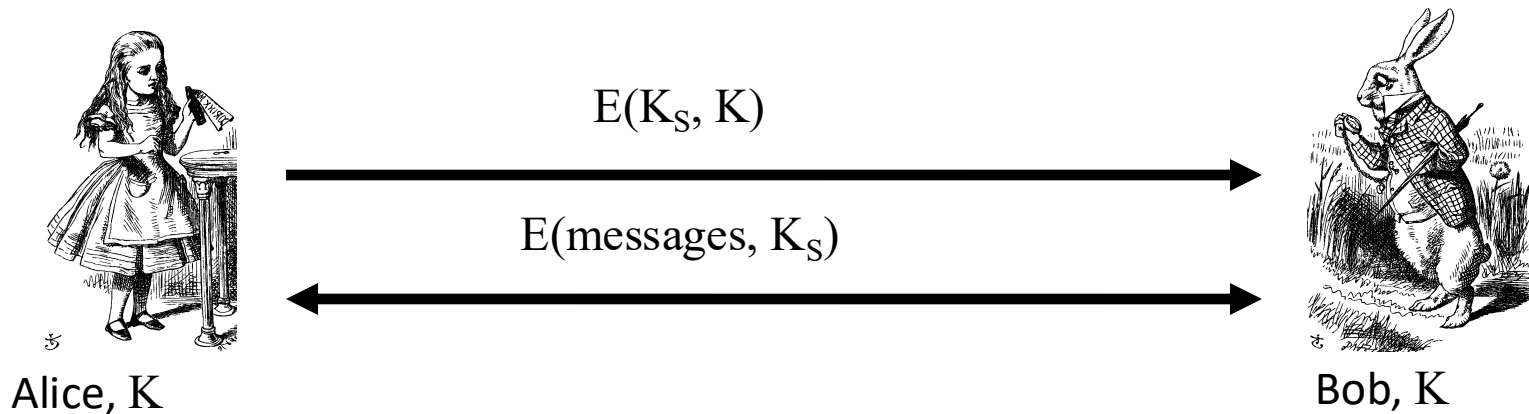 E(K_S, K)
E(messages, K_S)
Alice, K
Bob, K